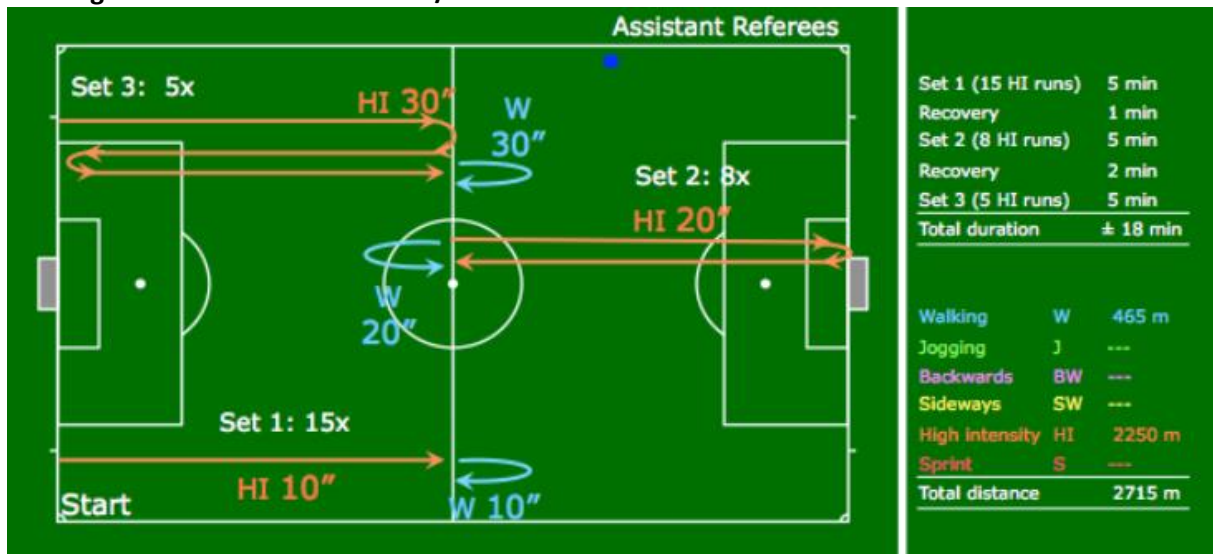 Assistant Referees
Set 3: 5x
HI 30”
W
30”
Set 2: 8x
HI 20”
W
20”
Set 1: 15x
HI 10”
W 10”
Start
Set 1 (15 HI runs) 5 min
Recovery 1 min
Set 2 (8 HI runs) 5 min
Recovery 2 min
Set 3 (5 HI runs) 5 min
Total duration ± 18 min
Walking W 465 m
Jogging J ---
Backwards BW ---
Sideways SW ---
High intensity HI 2250 m
Sprint S ---
Total distance 2715 m